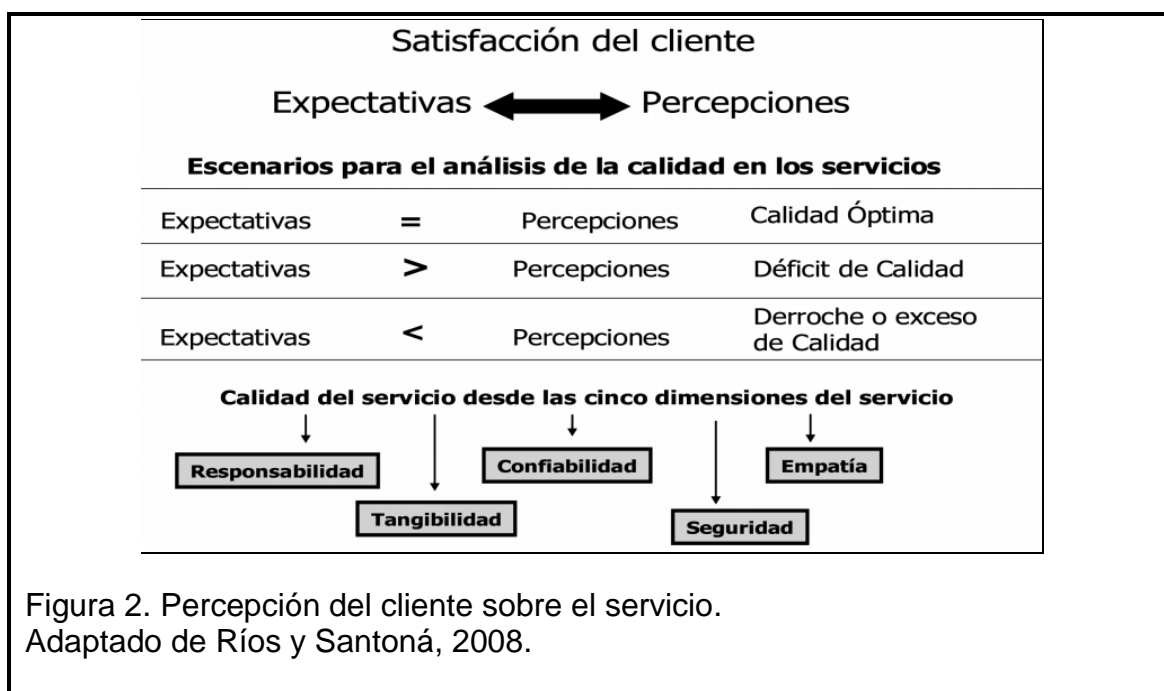 Satisfacción del cliente
Expectativas Percepciones
Escenarios para el análisis de la calidad en los servicios
Expectativas = Percepciones Calidad Óptima
Expectativas > Percepciones Déficit de Calidad
Expectativas < Percepciones Derroche o exceso
de Calidad
Calidad del servicio desde las cinco dimensiones del servicio
Responsabilidad Confiabilidad Empatía
Tangibilidad Seguridad
Figura 2. Percepción del cliente sobre el servicio.
Adaptado de Ríos y Santoná, 2008.